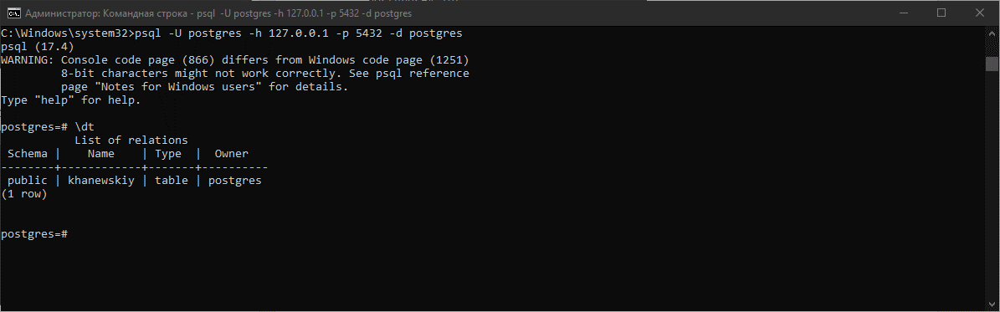 Администратор: Командная строка - psql  -U postgres -h 127.0.0.1 -p 5432 -d postgres
C:\Windows\system32>psql -U postgres -h 127.0.0.1 -p 5432 -d postgres
psql (17.4)
WARNING: Console code page (866) differs from Windows code page (1251)
         8-bit characters might not work correctly. See psql reference
         page "Notes for Windows users" for details.
Type "help" for help.

postgres=# \dt
           List of relations
 Schema |    Name    | Type  |  Owner
--------+------------+-------+----------
 public | khanewskiy | table | postgres
(1 row)


postgres=#